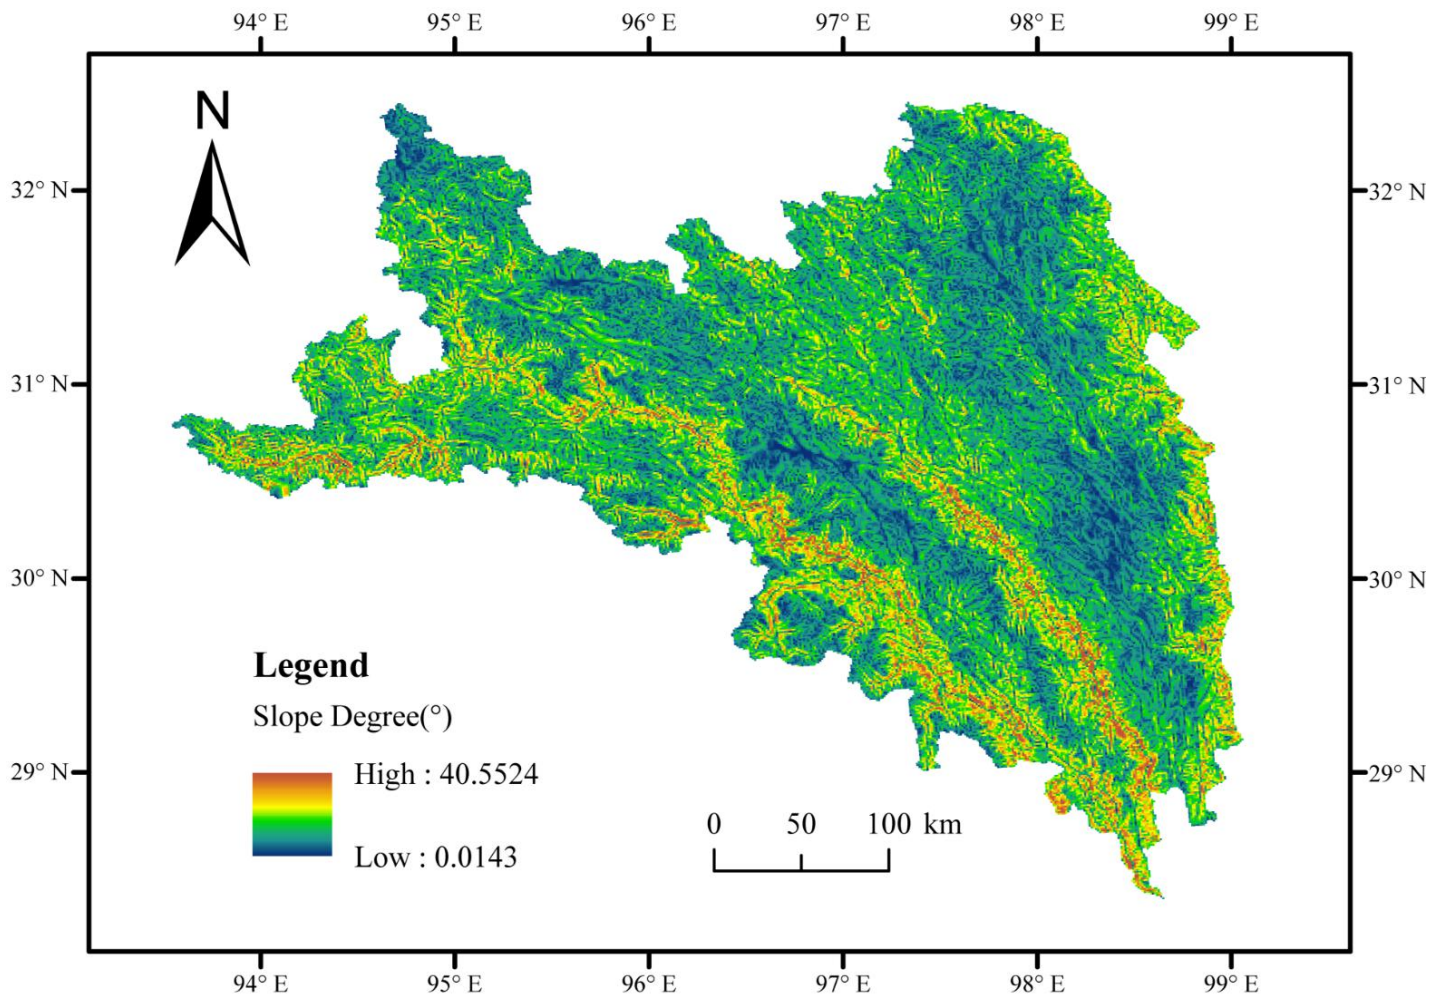 94° E 95° E 96° E 97° E 98° E 99° E
N
32° N 32° N
31° N 31° N
30° N 30° N
Legend
Slope Degree(°)
29° N 29° N
High : 40.5524
Low : 0.0143
0 50 100 km
94° E 95° E 96° E 97° E 98° E 99° E